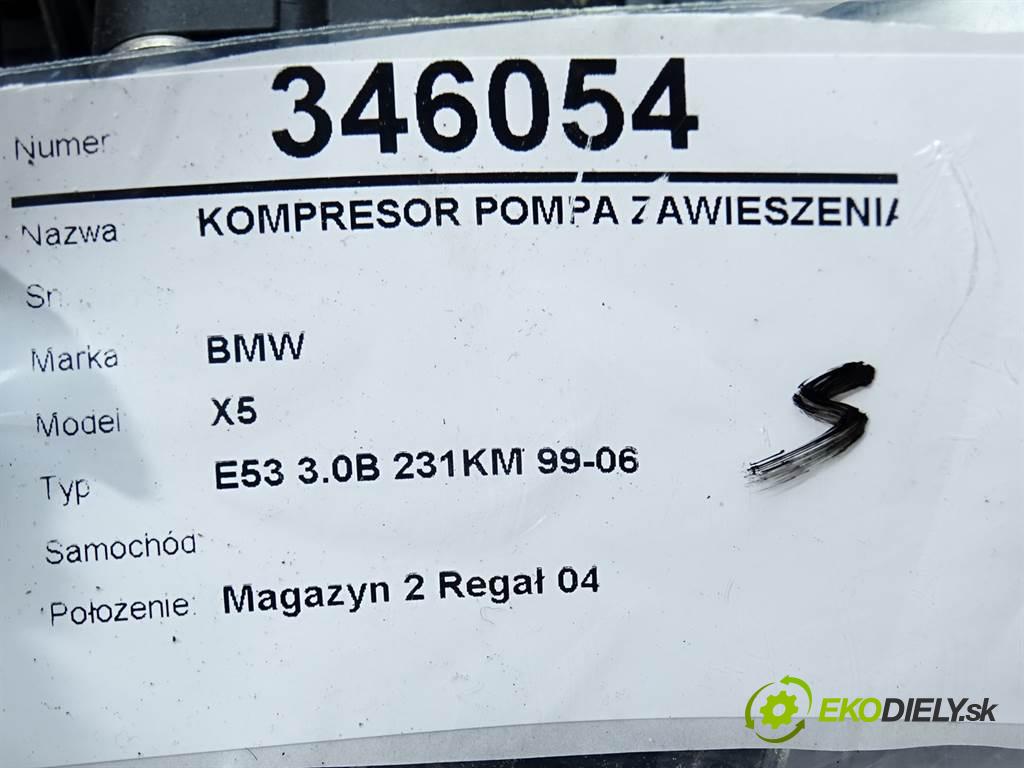 Numer 346054
Nazwa KOMPRESOR POMPA ZAWIESZENIA
Sn.
Marka BMW
Model X5
Typ E53 3.0B 231KM 99-06
S
Samochód
Położenie: Magazyn 2 Regał 04
EKODIELY.sk